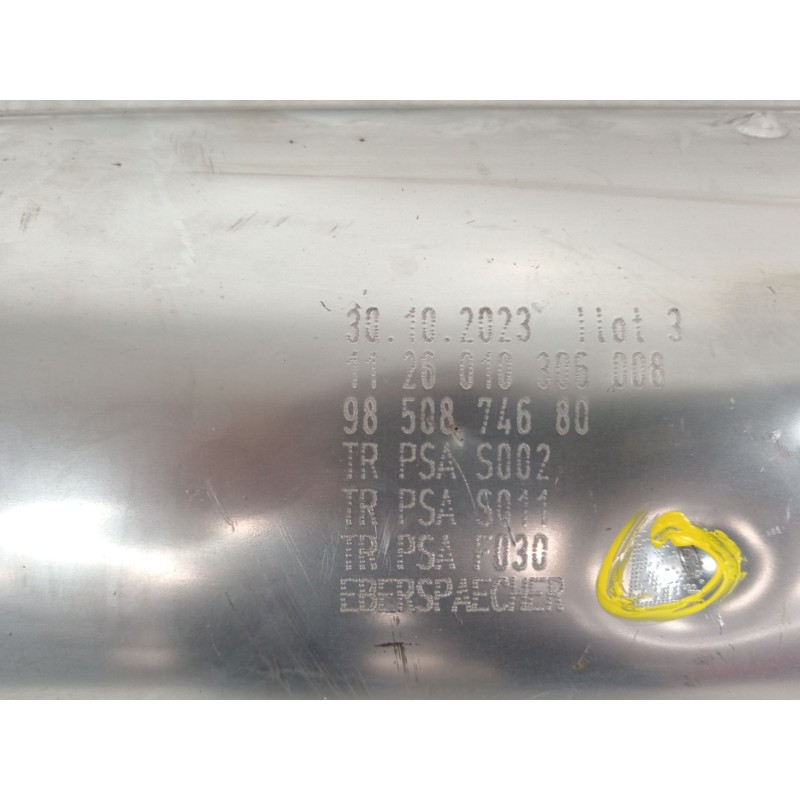 30.10.2023 Ilot 3
11 26 010 306 008
98 508 746 80
TR PSA S002
TR PSA S011
TR PSA F030
EBERSPAECHER